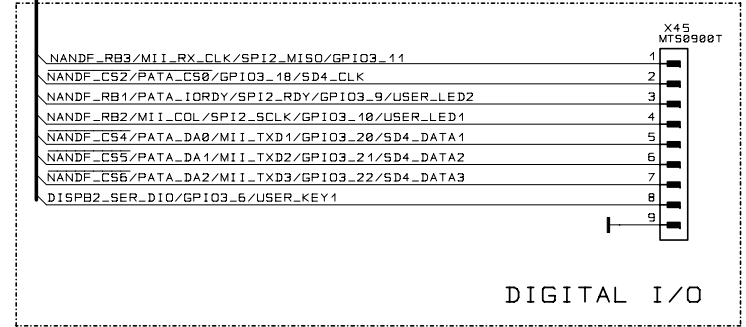 X45
MTS0900T
NANDF_RB3/MII_RX_CLK/SPI2_MISO/GPIO3_11 1
NANDF_CS2/PATA_CS0/GPIO3_18/SD4_CLK 2
NANDF_RB1/PATA_IORDY/SPI2_RDY/GPIO3_9/USER_LED2 3
NANDF_RB2/MII_COL/SPI2_SCLK/GPIO3_10/USER_LED1 4
NANDF_CS4/PATA_DA0/MII_TXD1/GPIO3_20/SD4_DATA1 5
NANDF_CS5/PATA_DA1/MII_TXD2/GPIO3_21/SD4_DATA2 6
NANDF_CS6/PATA_DA2/MII_TXD3/GPIO3_22/SD4_DATA3 7
DISPB2_SER_DIO/GPIO3_6/USER_KEY1 8
9
DIGITAL I/O